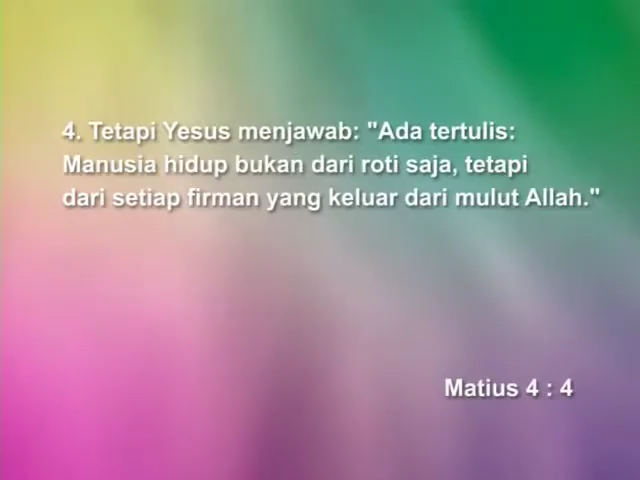 4. Tetapi Yesus menjawab: "Ada tertulis:
Manusia hidup bukan dari roti saja, tetapi
dari setiap firman yang keluar dari mulut Allah."
Matius 4 : 4